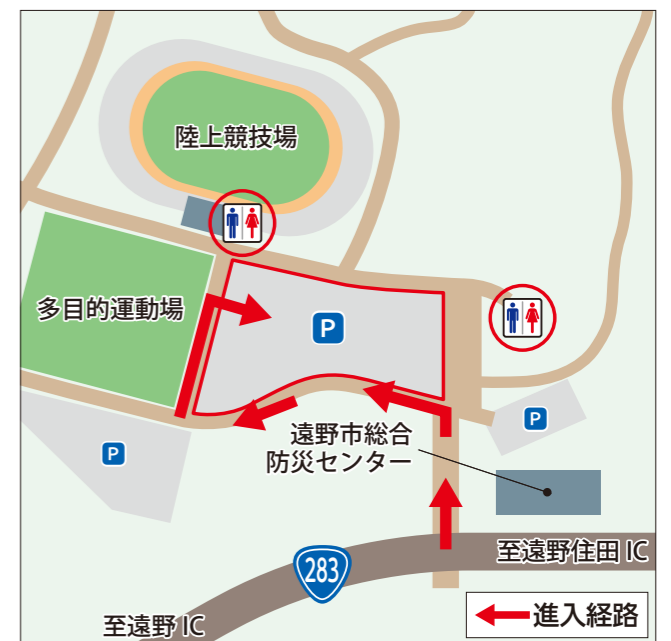 陸上競技場
多目的運動場
P
P
P
遠野市総合
防災センター
283
至遠野住田 IC
至遠野 IC
進入経路